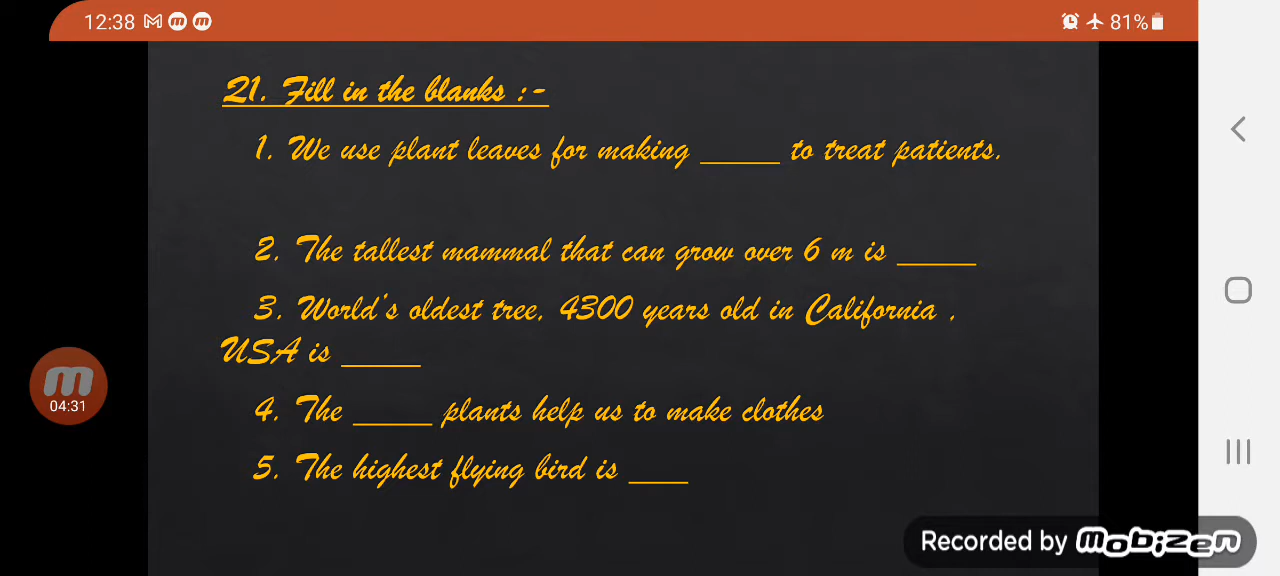 12:38 81%
Q1. Fill in the blanks :-
1. We use plant leaves for making _____ to treat patients.
2. The tallest mammal that can grow over 6 m is _____
3. World's oldest tree, 4300 years old in California ,
USA is _____
04:31
4. The _____ plants help us to make clothes
5. The highest flying bird is ____
Recorded by mobizen